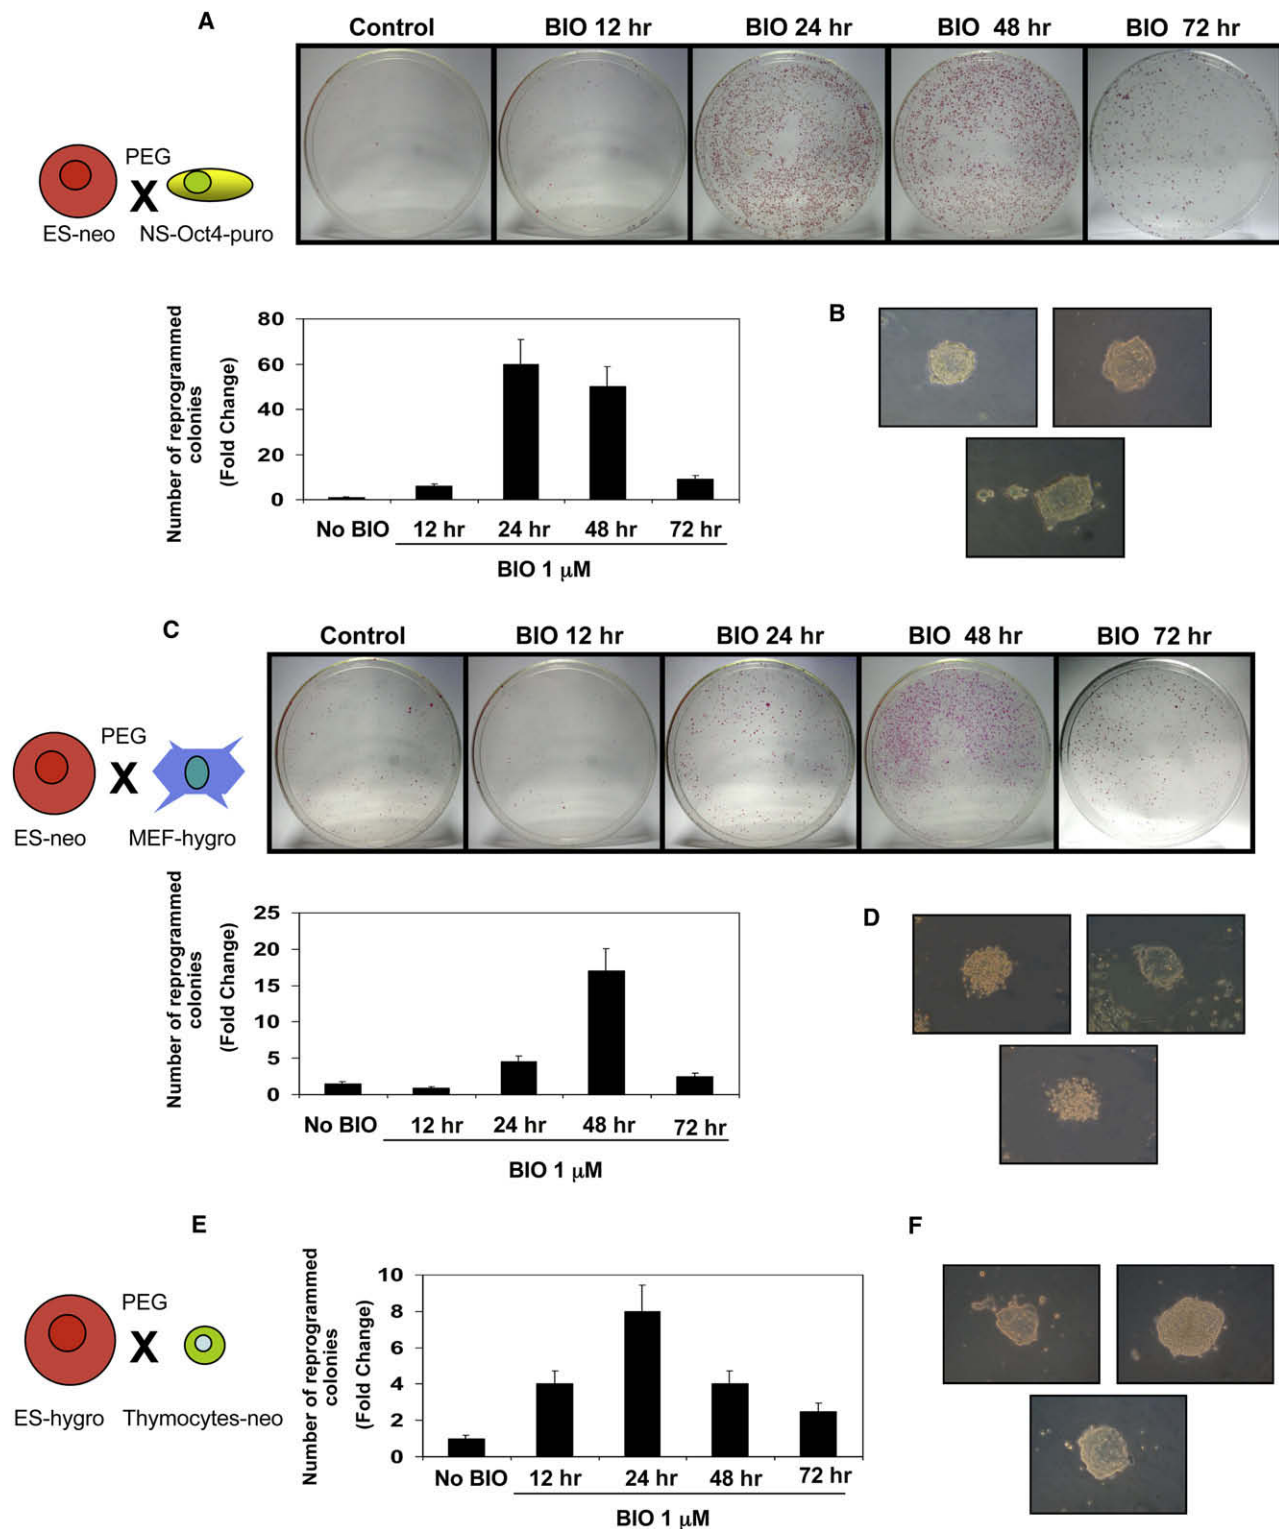 A
Control BIO 12 hr BIO 24 hr BIO 48 hr BIO 72 hr
PEG
X
ES-neo NS-Oct4-puro
Number of reprogrammed
colonies
(Fold Change)
80
60
40
20
0
No BIO 12 hr 24 hr 48 hr 72 hr
BIO 1 μM
B
C
Control BIO 12 hr BIO 24 hr BIO 48 hr BIO 72 hr
PEG
X
ES-neo MEF-hygro
Number of reprogrammed
colonies
(Fold Change)
25
20
15
10
5
0
No BIO 12 hr 24 hr 48 hr 72 hr
BIO 1 μM
D
E
PEG
X
ES-hygro Thymocytes-neo
Number of reprogrammed
colonies
(Fold Change)
10
8
6
4
2
0
No BIO 12 hr 24 hr 48 hr 72 hr
BIO 1 μM
F